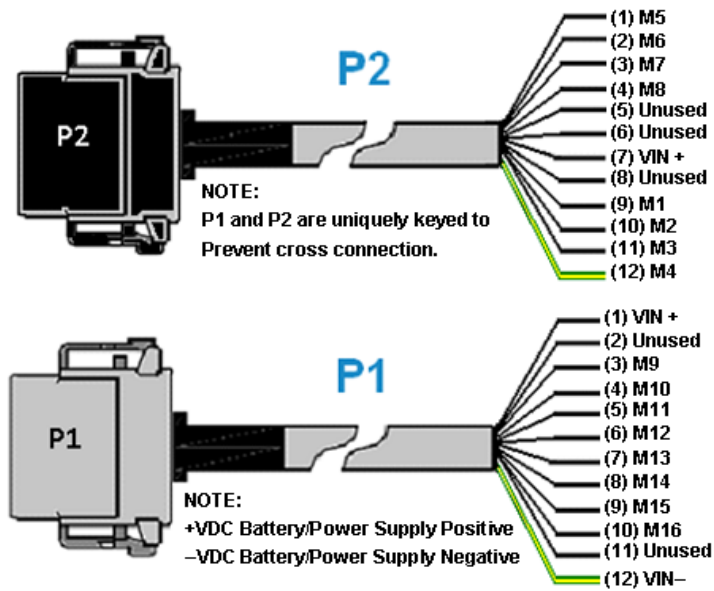 P2
P2
(1) M5
(2) M6
(3) M7
(4) M8
(5) Unused
(6) Unused
(7) VIN +
(8) Unused
(9) M1
(10) M2
(11) M3
(12) M4
NOTE:
P1 and P2 are uniquely keyed to
Prevent cross connection.
P1
P1
(1) VIN +
(2) Unused
(3) M9
(4) M10
(5) M11
(6) M12
(7) M13
(8) M14
(9) M15
(10) M16
(11) Unused
(12) VIN–
NOTE:
+VDC Battery/Power Supply Positive
–VDC Battery/Power Supply Negative